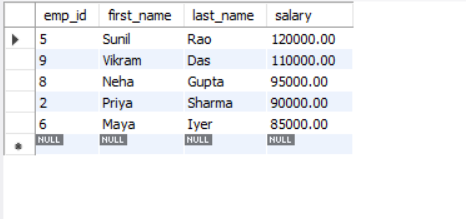 emp_id first_name last_name salary
5 Sunil Rao 120000.00
9 Vikram Das 110000.00
8 Neha Gupta 95000.00
2 Priya Sharma 90000.00
6 Maya Iyer 85000.00
NULL NULL NULL NULL